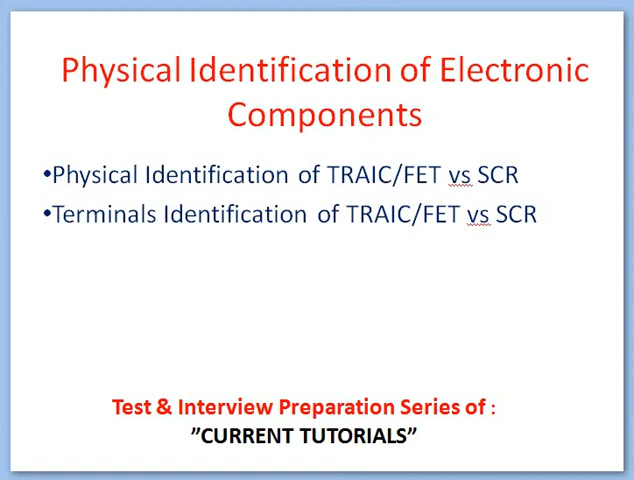 Physical Identification of Electronic
Components
•Physical Identification of TRAIC/FET vs SCR
•Terminals Identification of TRAIC/FET vs SCR
Test & Interview Preparation Series of :
”CURRENT TUTORIALS”